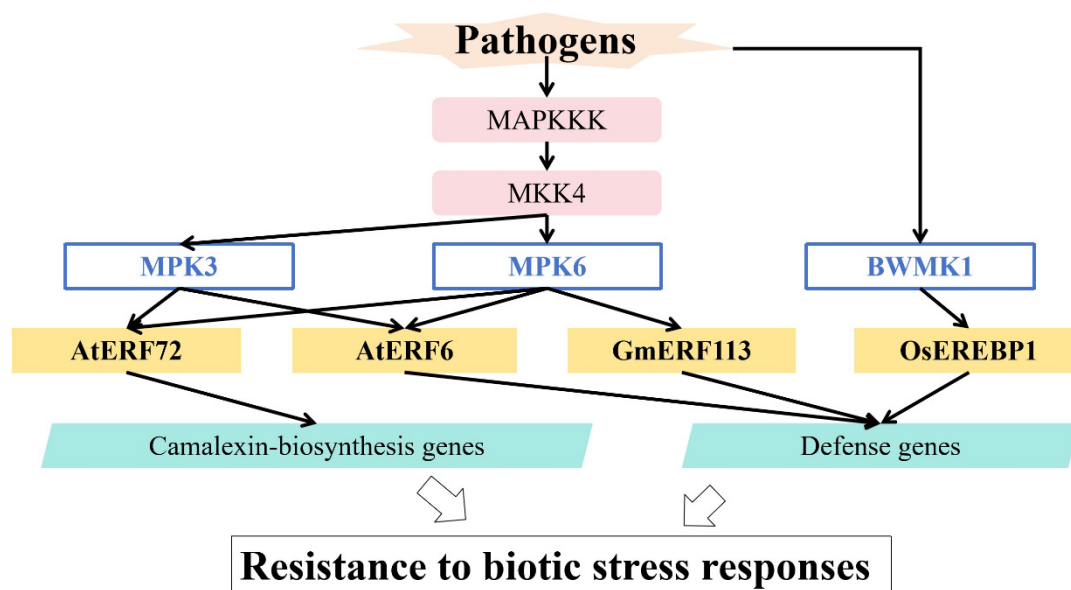 Pathogens
MAPKKK
MKK4
MPK3
MPK6
BWMK1
AtERF72
AtERF6
GmERF113
OsEREBP1
Camalexin-biosynthesis genes
Defense genes
Resistance to biotic stress responses